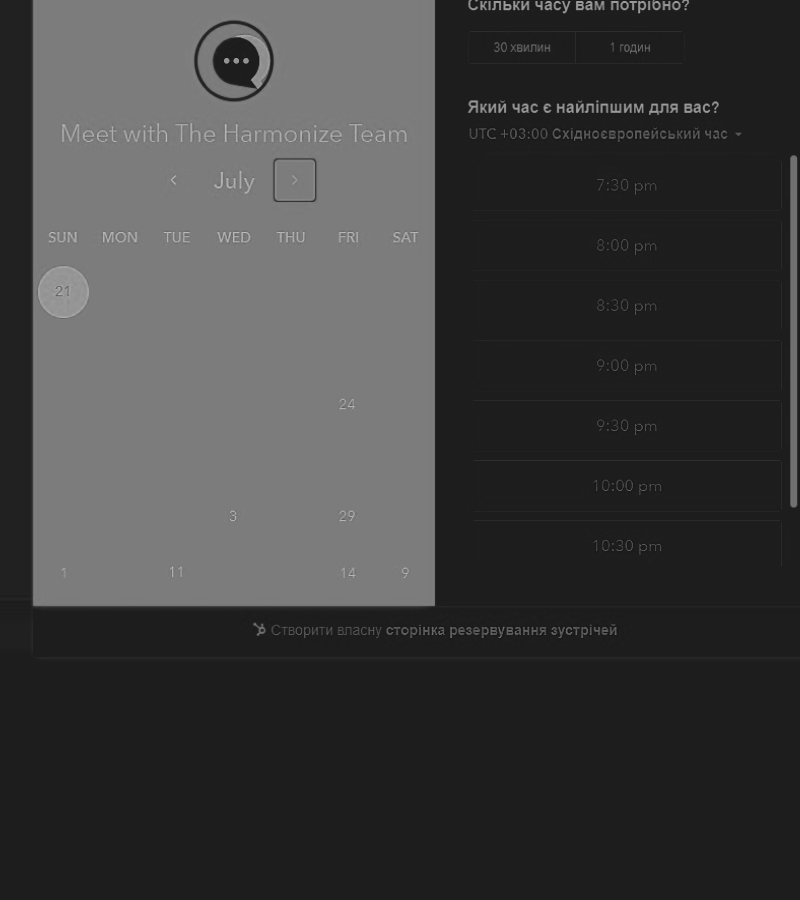 Скільки часу вам потрібно?
30 хвилин
1 годин
Meet with The Harmonize Team
Який час є найліпшим для вас?
UTC +03:00 Східноєвропейський час
July
SUN MON TUE WED THU FRI SAT
7:30 pm
8:00 pm
21
8:30 pm
9:00 pm
24
9:30 pm
10:00 pm
3 29
10:30 pm
1 11 14 9
Створити власну сторінка резервування зустрічей